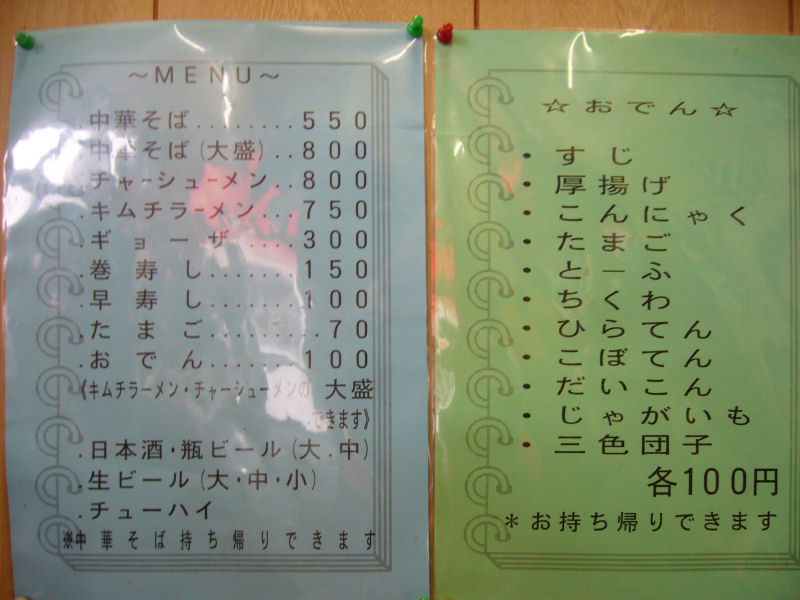 ～MENU～
.中華そば........550
.中華そば(大盛)..800
.チャーシューメン..800
.キムチラーメン...750
.ギョーザ.....300
.巻寿し.......150
.早寿し.......100
.たまご.........70
.おでん.......100
《キムチラーメン・チャーシューメンの 大盛
できます》
.日本酒・瓶ビール(大.中)
.生ビール(大・中・小)
.チューハイ
※中華そば持ち帰りできます
☆おでん☆
・すじ
・厚揚げ
・こんにゃく
・たまご
・とーふ
・ちくわ
・ひらてん
・こぼてん
・だいこん
・じゃがいも
・三色団子
各100円
＊お持ち帰りできます